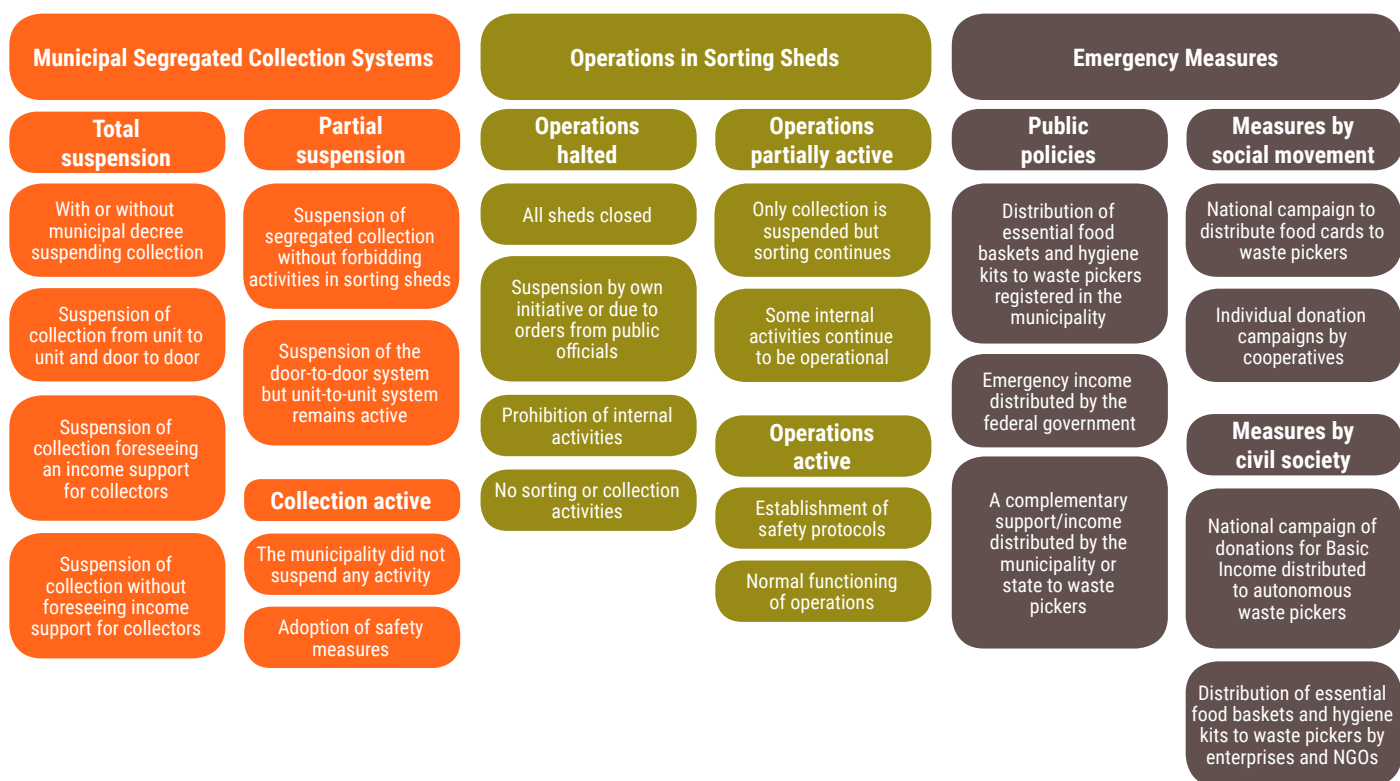 Municipal Segregated Collection Systems
Total
suspension
With or without
municipal decree
suspending collection
Suspension of
collection from unit to
unit and door to door
Suspension of
collection foreseeing
an income support
for collectors
Suspension of
collection without
foreseeing income
support for collectors
Partial
suspension
Suspension of
segregated collection
without forbidding
activities in sorting sheds
Suspension of the
door-to-door system
but unit-to-unit system
remains active
Collection active
The municipality did not
suspend any activity
Adoption of safety
measures
Operations in Sorting Sheds
Operations
halted
All sheds closed
Suspension by own
initiative or due to
orders from public
officials
Prohibition of internal
activities
No sorting or collection
activities
Operations
partially active
Only collection is
suspended but
sorting continues
Some internal
activities continue
to be operational
Operations
active
Establishment of
safety protocols
Normal functioning
of operations
Emergency Measures
Public
policies
Distribution of
essential food
baskets and hygiene
kits to waste pickers
registered in the
municipality
Emergency income
distributed by the
federal government
A complementary
support/income
distributed by the
municipality or
state to waste
pickers
Measures by
social movement
National campaign to
distribute food cards to
waste pickers
Individual donation
campaigns by
cooperatives
Measures by
civil society
National campaign of
donations for Basic
Income distributed
to autonomous
waste pickers
Distribution of essential
food baskets and hygiene
kits to waste pickers by
enterprises and NGOs